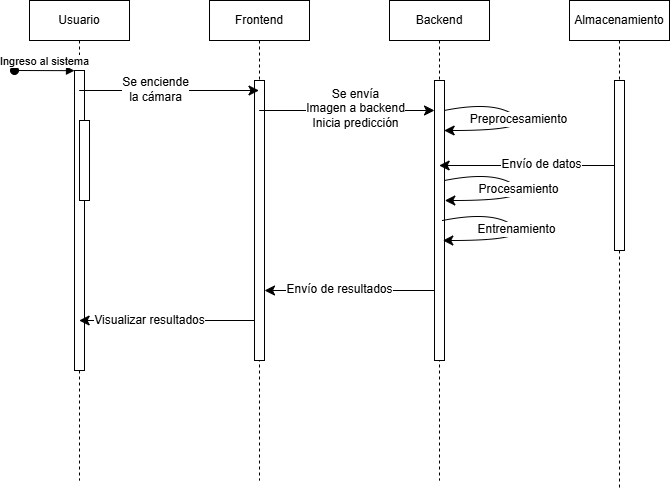 Usuario
Frontend
Backend
Almacenamiento
Ingreso al sistema
Se enciende
la cámara
Se envía
Imagen a backend
Inicia predicción
Preprocesamiento
Envío de datos
Procesamiento
Entrenamiento
Envío de resultados
Visualizar resultados